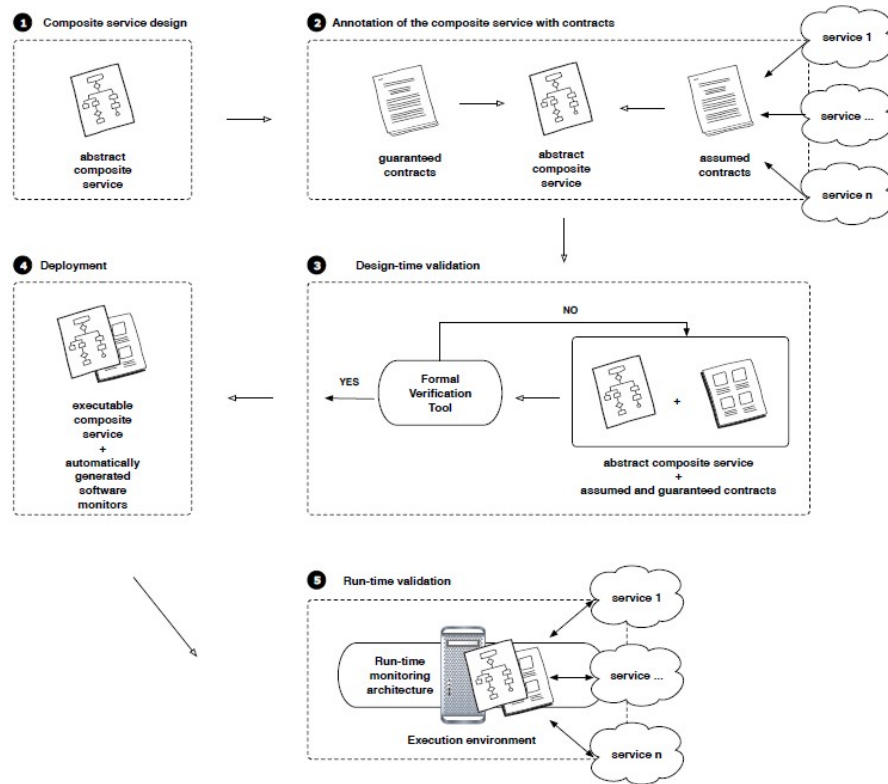 1 Composite service design
abstract
composite
service
2 Annotation of the composite service with contracts
guaranteed
contracts
abstract
composite
service
assumed
contracts
service 1
service ...
service n
3 Design-time validation
NO
YES
Formal
Verification
Tool
+
abstract composite service
+
assumed and guaranteed contracts
4 Deployment
executable
composite
service
+
automatically
generated
software
monitors
5 Run-time validation
Run-time
monitoring
architecture
Execution environment
service 1
service ...
service n